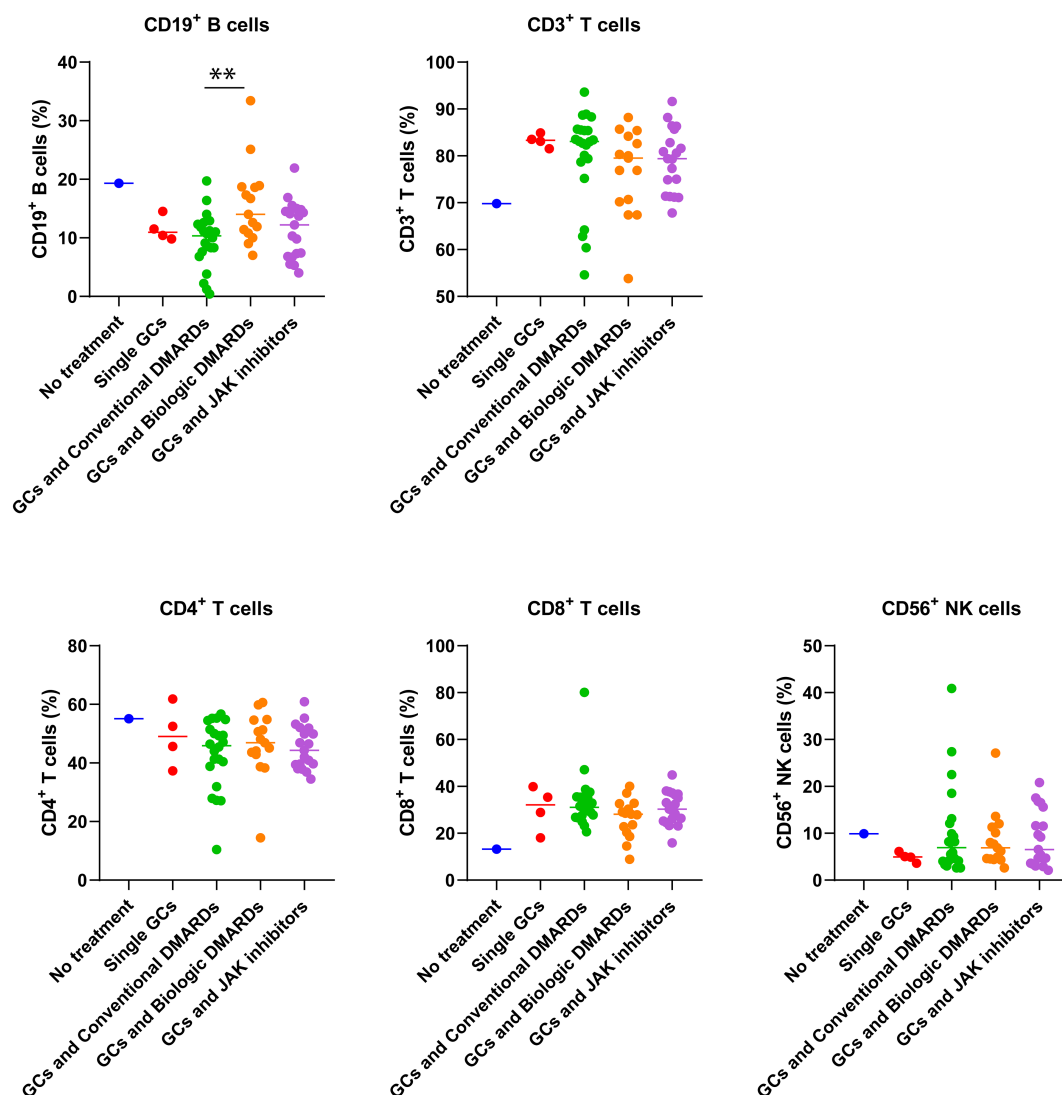 CD19⁺ B cells
CD19⁺ B cells (%)
40
30
20
10
0
**
No treatment
Single GCs
GCs and Conventional DMARDs
GCs and Biologic DMARDs
GCs and JAK inhibitors
CD3⁺ T cells
CD3⁺ T cells (%)
100
90
80
70
60
50
No treatment
Single GCs
GCs and Conventional DMARDs
GCs and Biologic DMARDs
GCs and JAK inhibitors
CD4⁺ T cells
CD4⁺ T cells (%)
80
60
40
20
0
No treatment
Single GCs
GCs and Conventional DMARDs
GCs and Biologic DMARDs
GCs and JAK inhibitors
CD8⁺ T cells
CD8⁺ T cells (%)
100
80
60
40
20
0
No treatment
Single GCs
GCs and Conventional DMARDs
GCs and Biologic DMARDs
GCs and JAK inhibitors
CD56⁺ NK cells
CD56⁺ NK cells (%)
50
40
30
20
10
0
No treatment
Single GCs
GCs and Conventional DMARDs
GCs and Biologic DMARDs
GCs and JAK inhibitors